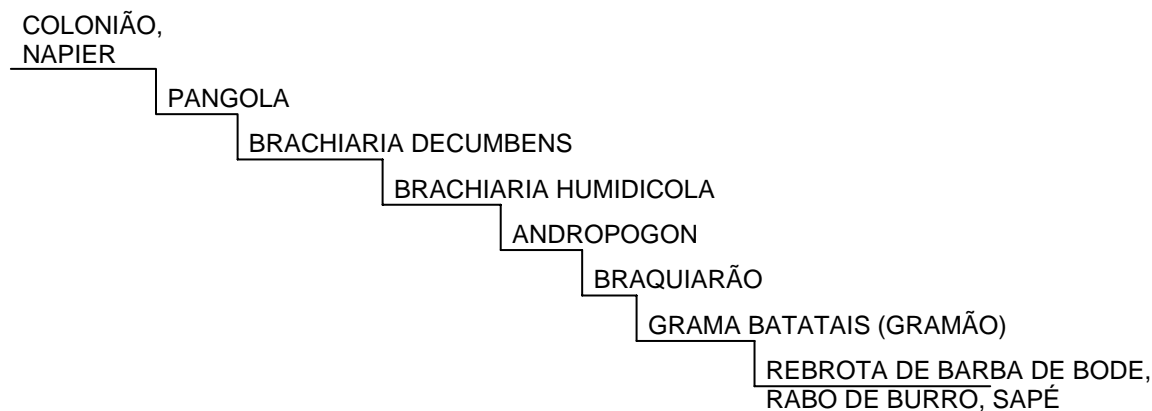 COLONIÃO,
NAPIER
PANGOLA
BRACHIARIA DECUMBENS
BRACHIARIA HUMIDICOLA
ANDROPOGON
BRAQUIARÃO
GRAMA BATATAIS (GRAMÃO)
REBROTA DE BARBA DE BODE,
RABO DE BURRO, SAPÉ